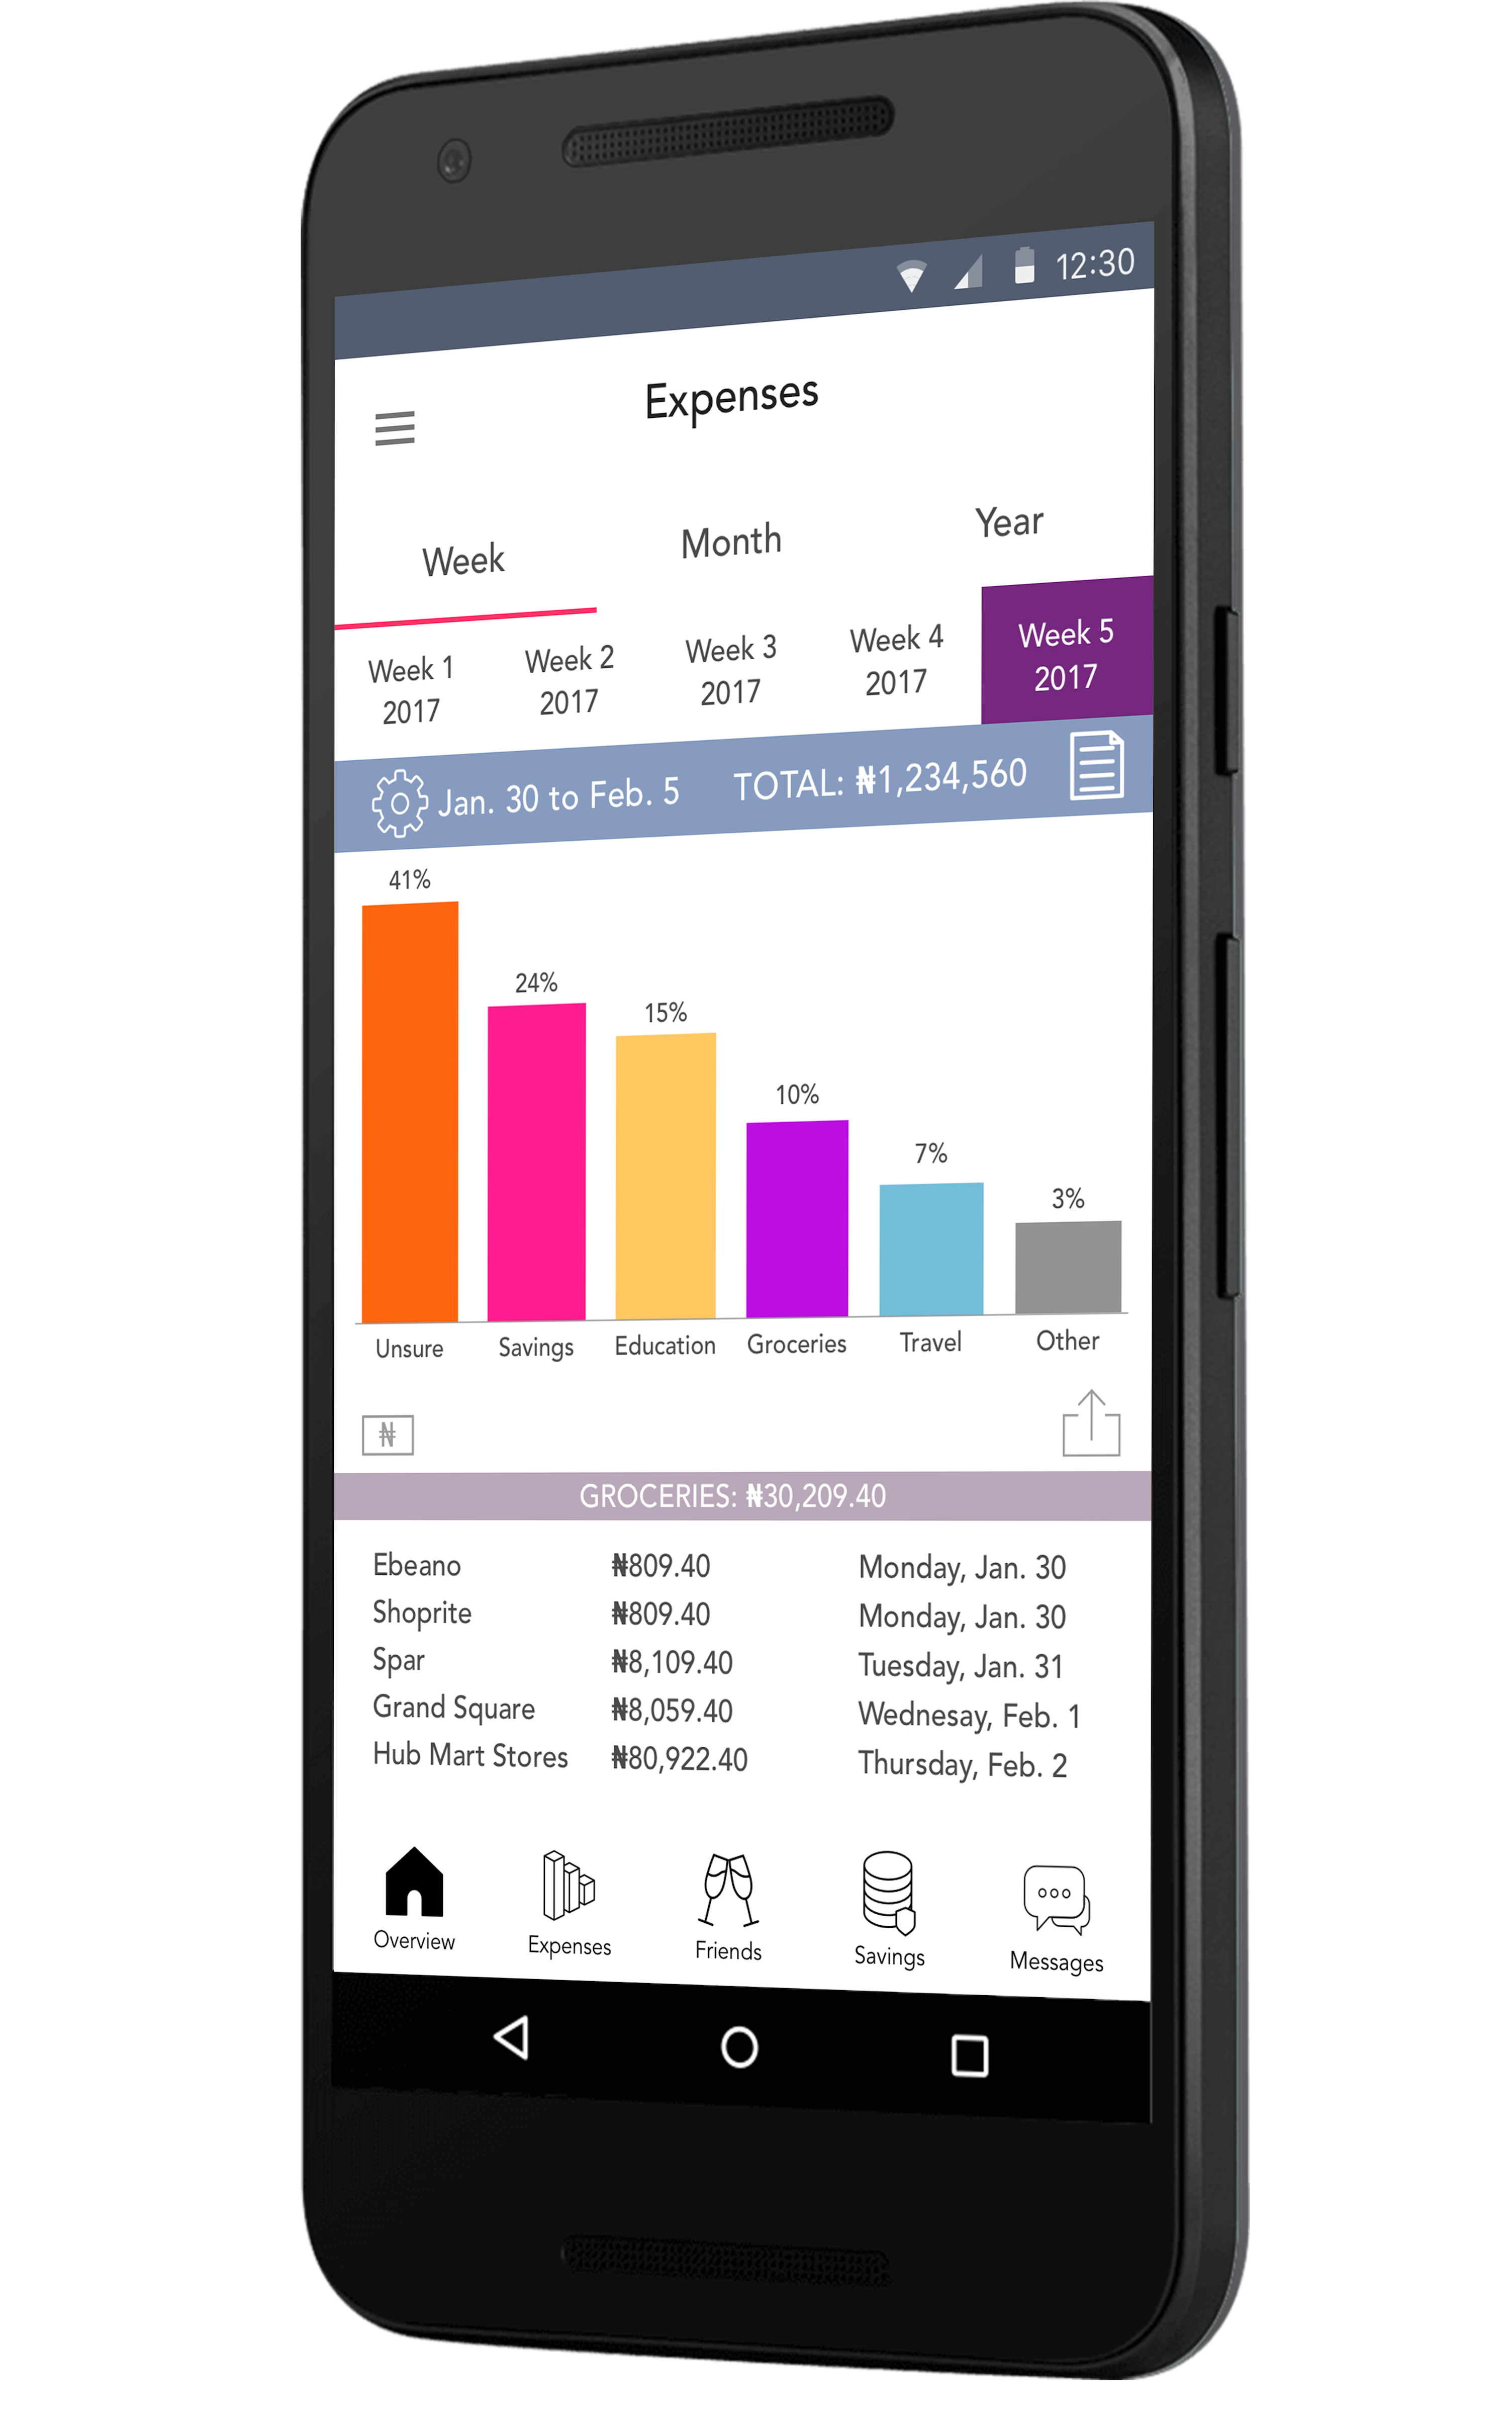 12:30
Expenses
Week Month Year
Week 1 Week 2 Week 3 Week 4 Week 5
2017 2017 2017 2017 2017
Jan. 30 to Feb. 5 TOTAL: ₦1,234,560
41%
24%
15%
10%
7%
3%
Unsure Savings Education Groceries Travel Other
₦
GROCERIES: ₦30,209.40
Ebeano ₦809.40 Monday, Jan. 30
Shoprite ₦809.40 Monday, Jan. 30
Spar ₦8,109.40 Tuesday, Jan. 31
Grand Square ₦8,059.40 Wednesay, Feb. 1
Hub Mart Stores ₦80,922.40 Thursday, Feb. 2
Overview Expenses Friends Savings Messages